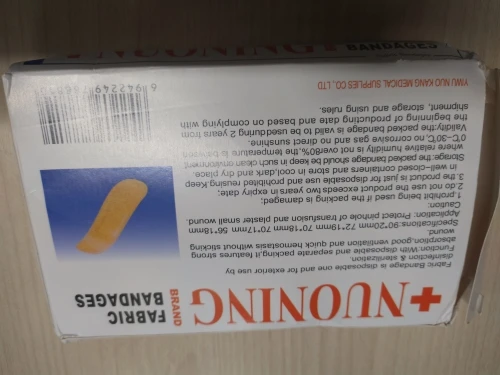 +NUONING
BRAND
FABRIC
BANDAGES
Fabric Bandage is disposable one and for exterior use by
disinfection & sterilization.
Function:With disposable and separate packing,it features strong
absorption,good ventilation and quick hemastasis without sticking
wound.
Specifications:90*20mm 72*19mm 70*18mm 70*17mm 56*18mm
Application: Protect pinhole of translusion and plaster small wound.
Caution:
1.prohibit being used if the packing is damaged;
2.do not use the product exceeds two years in expiry date;
3.the product is just for disposable use and prohibited reusing.Keep
in well-closed containers and store in cool,dark and dry place.
Storage:the packed bandage should be keep in such clean environment
where relative humidity is not over80%,the temperature is between
0°C-30°C,no corrosive gas and no direct sunshine.
Validity:the packed bandage is valid to be usedused 2 years from
the beginning of producting date and based on complying with
shipment, storage and using rules.
YIWU NUO KANG MEDICAL SUPPLIES CO., LTD
NUONING
BANDAGES